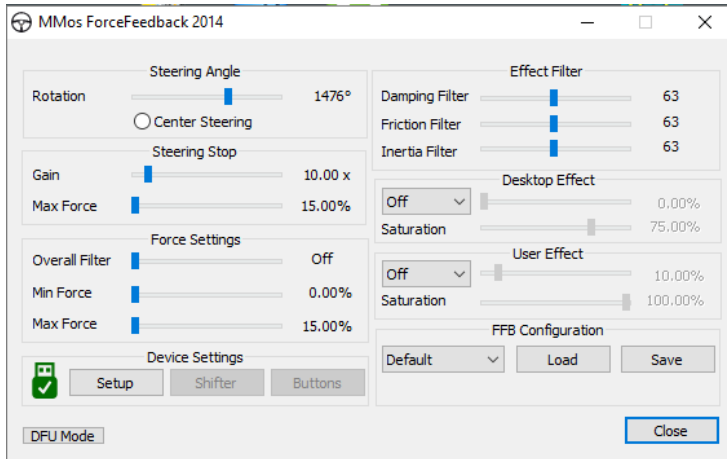 MMos ForceFeedback 2014
Steering Angle
Rotation 1476°
Center Steering
Steering Stop
Gain 10.00 x
Max Force 15.00%
Force Settings
Overall Filter Off
Min Force 0.00%
Max Force 15.00%
Device Settings
Setup Shifter Buttons
DFU Mode
Effect Filter
Damping Filter 63
Friction Filter 63
Inertia Filter 63
Desktop Effect
Off 0.00%
Saturation 75.00%
User Effect
Off 10.00%
Saturation 100.00%
FFB Configuration
Default Load Save
Close